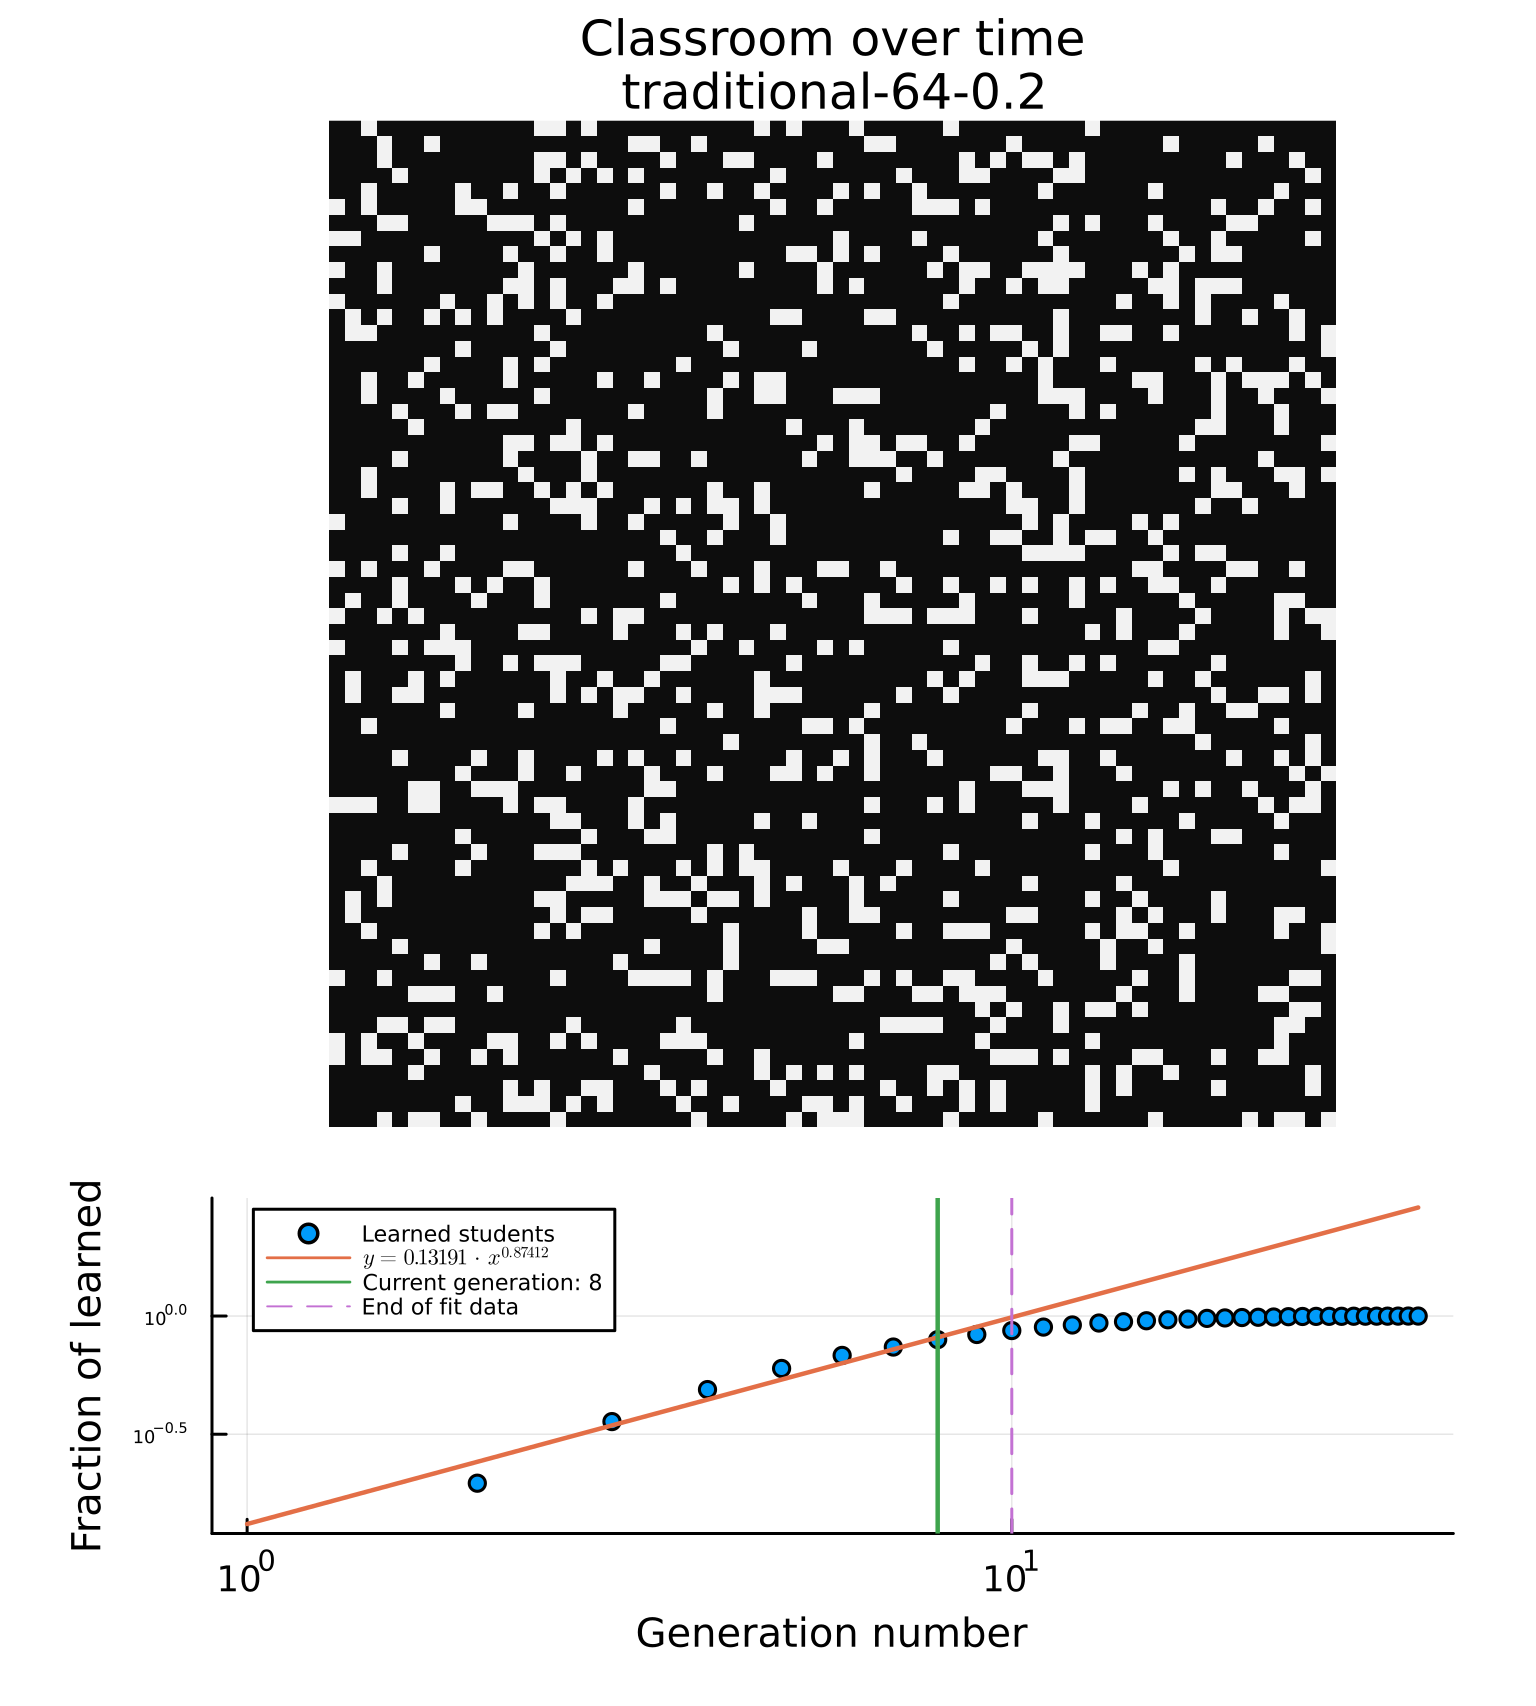 Classroom over time
traditional-64-0.2
Fraction of learned
Learned students
y = 0.13191 · x^0.87412
Current generation: 8
End of fit data
10^0.0
10^−0.5
10^0
10^1
Generation number